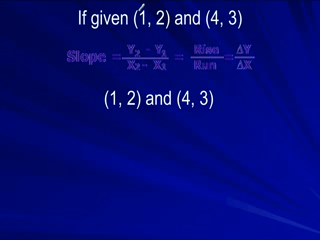 If given (1, 2) and (4, 3)
Slope = Y₂ - Y₁ / X₂ - X₁ = Rise / Run = ΔY / ΔX
(1, 2) and (4, 3)